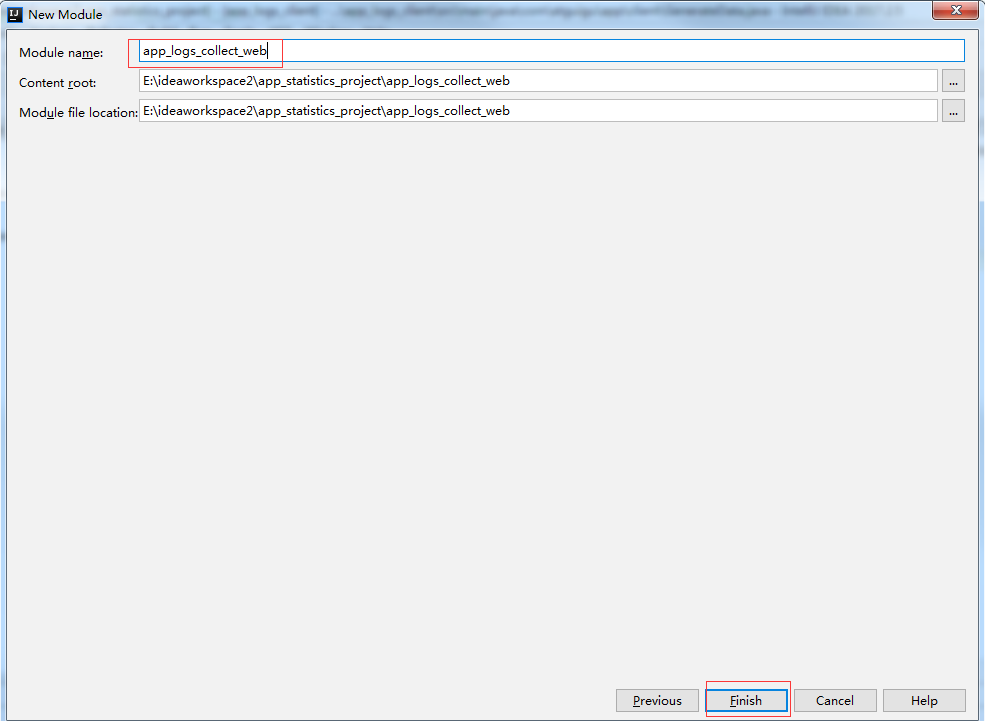 New Module
Module name: app_logs_collect_web
Content root: E:\ideaworkspace2\app_statistics_project\app_logs_collect_web ...
Module file location: E:\ideaworkspace2\app_statistics_project\app_logs_collect_web ...
Previous Finish Cancel Help